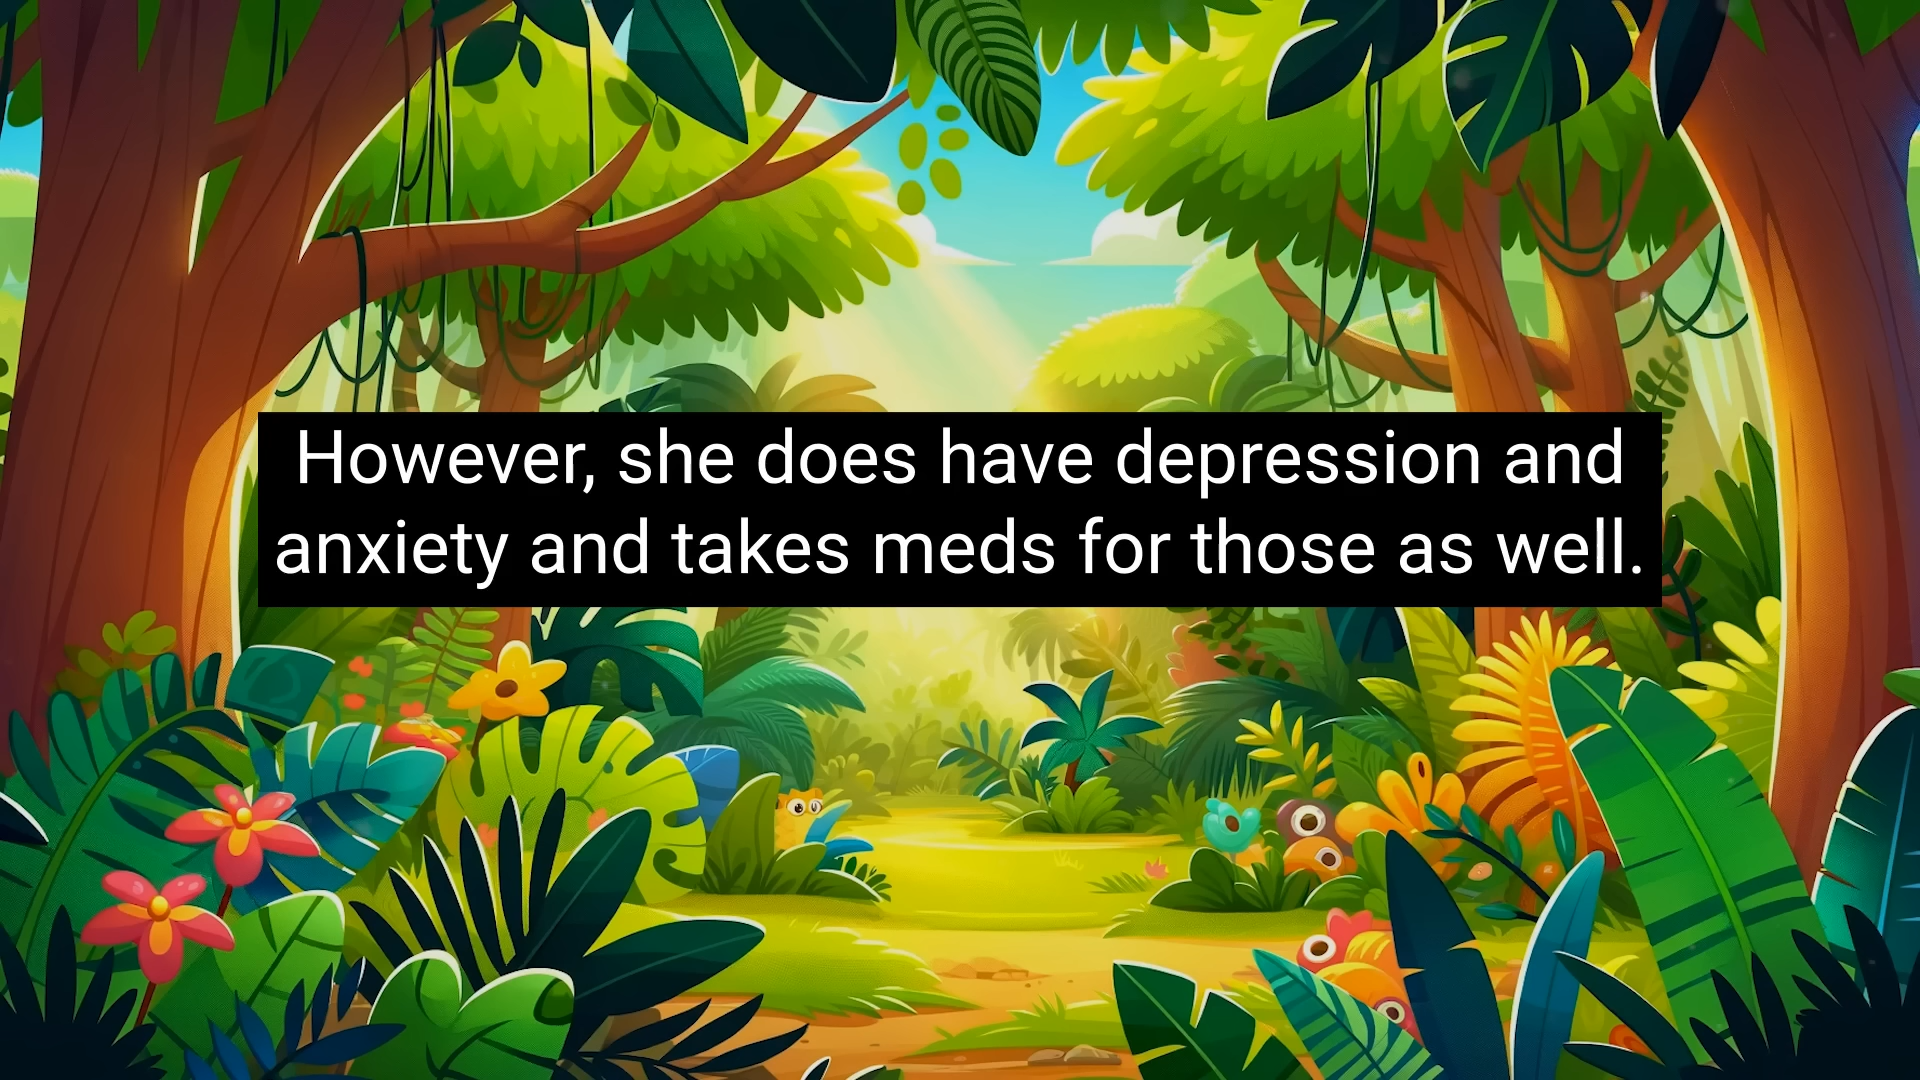 However, she does have depression and
anxiety and takes meds for those as well.